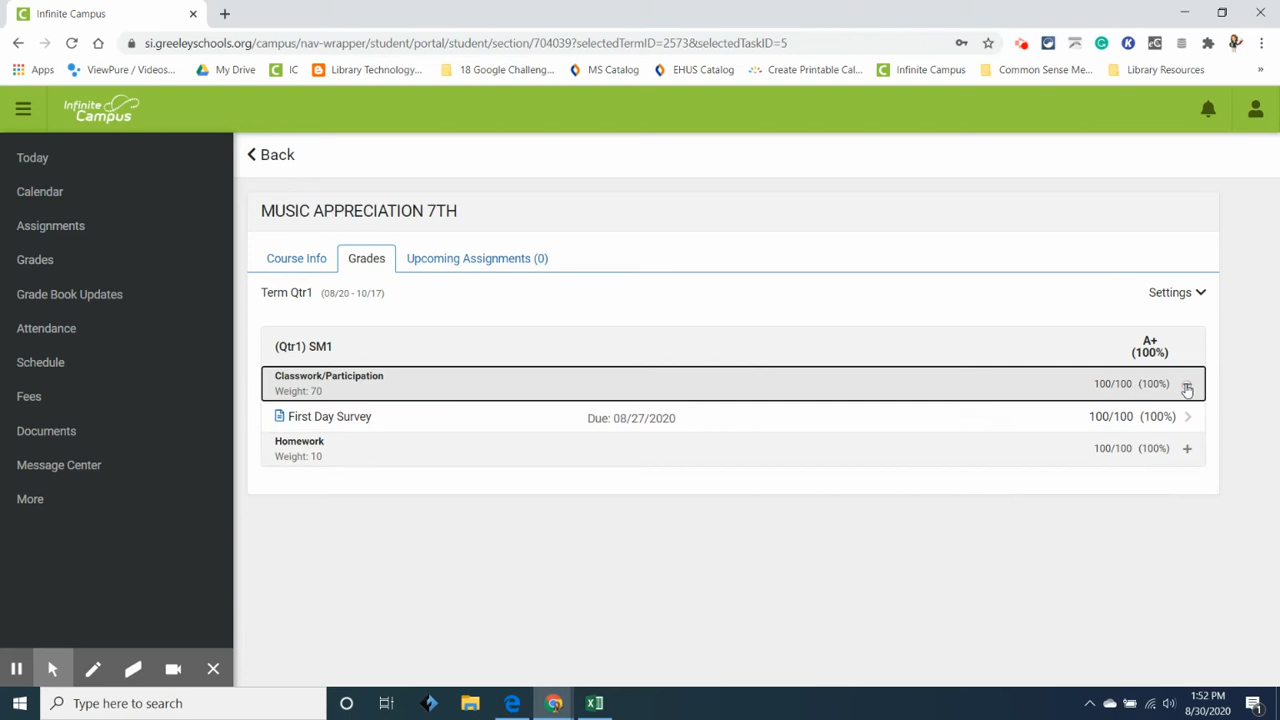 Infinite Campus
si.greeleyschools.org/campus/nav-wrapper/student/portal/student/section/704039?selectedTermID=2573&selectedTaskID=5
Apps ViewPure / Videos... My Drive IC Library Technology... 18 Google Challeng... MS Catalog EHUS Catalog Create Printable Cal... Infinite Campus Common Sense Me... Library Resources »
Infinite Campus
Today
Calendar
Assignments
Grades
Grade Book Updates
Attendance
Schedule
Fees
Documents
Message Center
More
Back
MUSIC APPRECIATION 7TH
Course Info Grades Upcoming Assignments (0)
Term Qtr1 (08/20 - 10/17) Settings
(Qtr1) SM1 A+ (100%)
Classwork/Participation
Weight: 70 100/100 (100%)
First Day Survey Due: 08/27/2020 100/100 (100%)
Homework
Weight: 10 100/100 (100%)
Type here to search
1:52 PM
8/30/2020
1